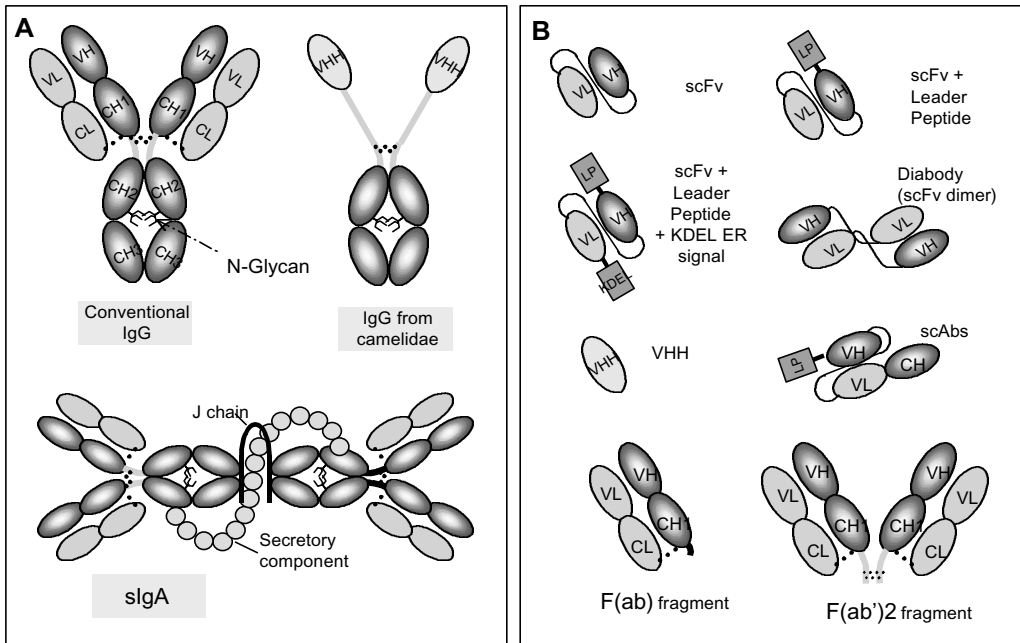 A
VH
VH
VL
VL
CH1
CH1
CL
CL
CH2
CH2
CH3
CH3
N-Glycan
Conventional
IgG
VHH
VHH
IgG from
camelidae
J chain
Secretory
component
sIgA
B
VH
VL
scFv
LP
VH
VL
scFv +
Leader
Peptide
LP
VH
VL
KDEL
scFv +
Leader
Peptide
+ KDEL ER
signal
Diabody
(scFv dimer)
VH
VL
VL
VH
VHH
VHH
scAbs
LP
VH
CH
VL
VH
VL
CH1
CL
F(ab) fragment
VH
VH
VL
VL
CH1
CH1
CL
CL
F(ab')2 fragment